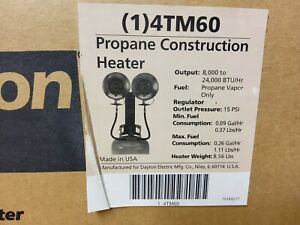 (1)4TM60
Propane Construction
Heater
Output: 8,000 to
24,000 BTU/Hr
Fuel: Propane Vapor
Only
Regulator
Outlet Pressure: 15 PSI
Min. Fuel
Consumption: 0.09 Gal/Hr
0.37 Lbs/Hr
Max. Fuel
Consumption: 0.26 Gal/Hr
1.11 Lbs/Hr
Heater Weight: 8.56 Lbs
Made in USA
Manufactured for Dayton Electric Mfg. Co., Niles, IL 60714 U.S.A.
1 4TM60
on
ter